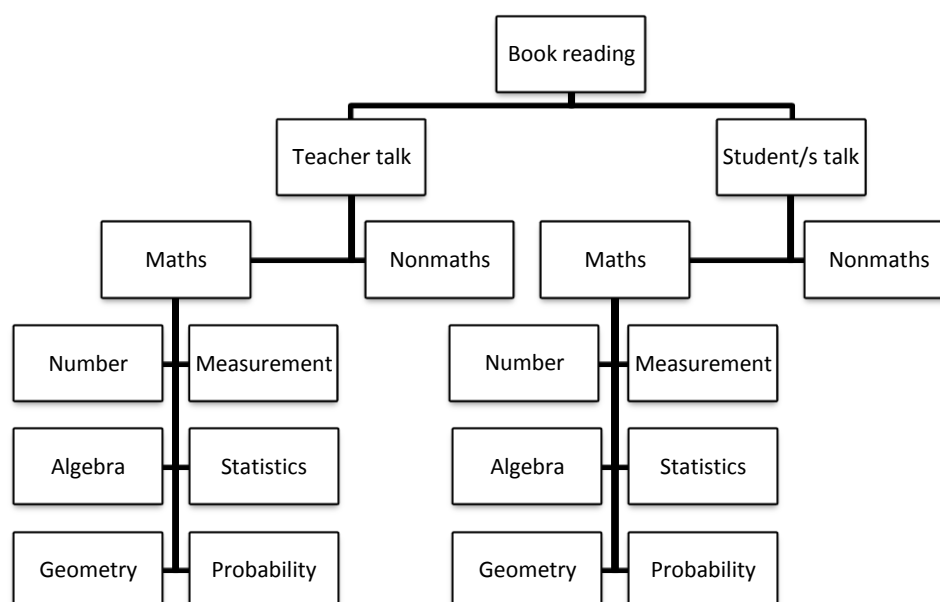 Book reading
Teacher talk
Student/s talk
Maths
Nonmaths
Maths
Nonmaths
Number
Measurement
Number
Measurement
Algebra
Statistics
Algebra
Statistics
Geometry
Probability
Geometry
Probability